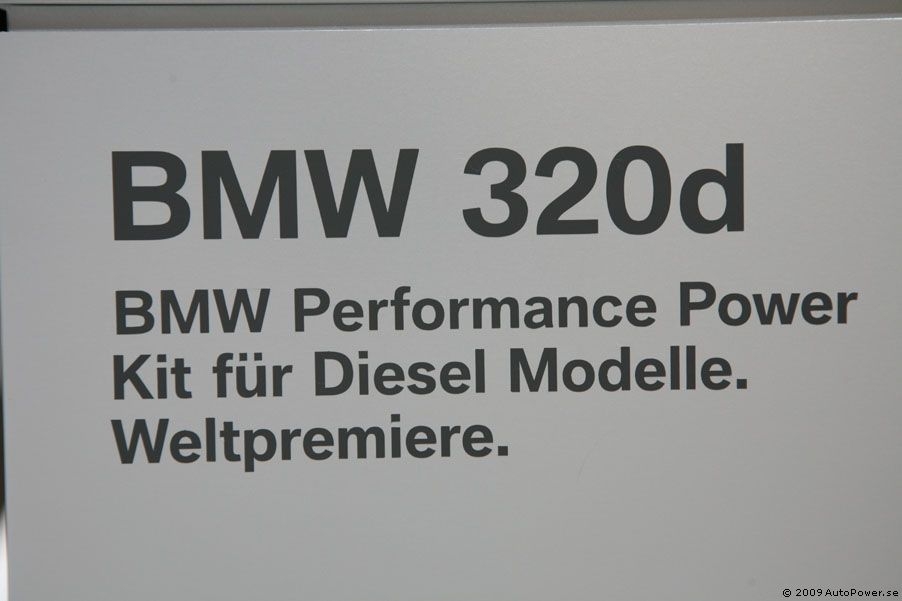 BMW 320d
BMW Performance Power
Kit für Diesel Modelle.
Weltpremiere.
© 2009 AutoPower.se